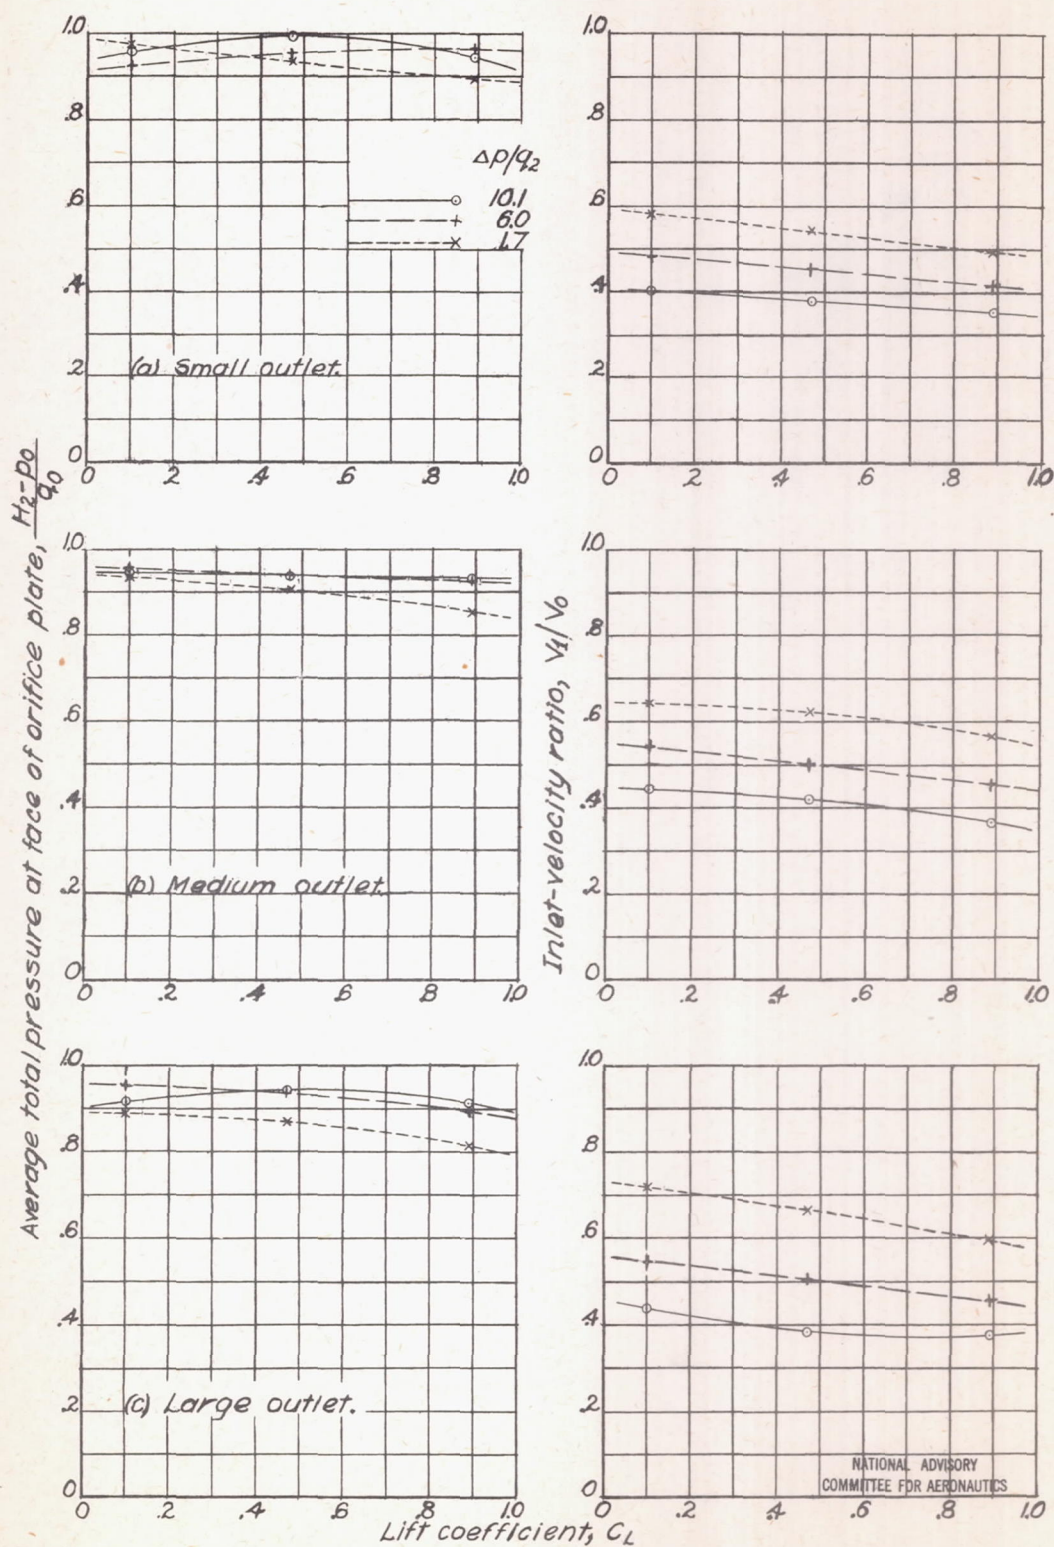 1.0
.8
.6
.4
.2
0
0 .2 .4 .6 .8 1.0
Δp/q2
10.1
6.0
1.7
(a) Small outlet.
1.0
.8
.6
.4
.2
0
0 .2 .4 .6 .8 1.0
Average total pressure at face of orifice plate, H2-p0/q0
1.0
.8
.6
.4
.2
0
0 .2 .4 .6 .8 1.0
(b) Medium outlet.
Inlet-velocity ratio, V1/V0
1.0
.8
.6
.4
.2
0
0 .2 .4 .6 .8 1.0
1.0
.8
.6
.4
.2
0
0 .2 .4 .6 .8 1.0
(c) Large outlet.
1.0
.8
.6
.4
.2
0
0 .2 .4 .6 .8 1.0
NATIONAL ADVISORY
COMMITTEE FOR AERONAUTICS
Lift coefficient, CL